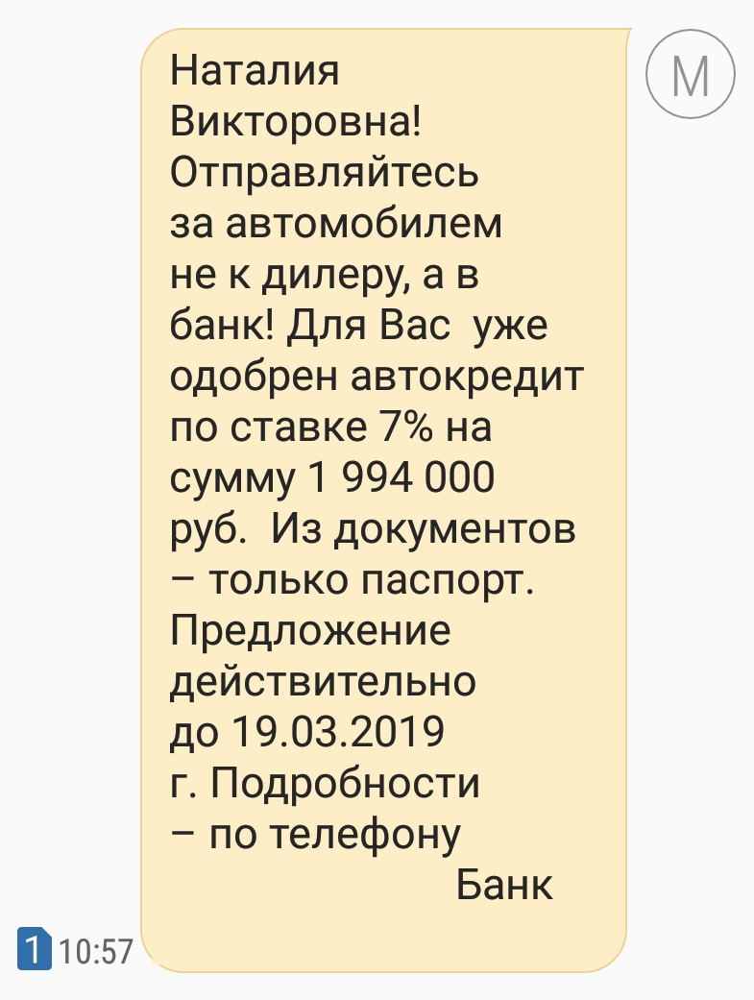 Наталия
Викторовна!
Отправляйтесь
за автомобилем
не к дилеру, а в
банк! Для Вас  уже
одобрен автокредит
по ставке 7% на
сумму 1 994 000
руб.  Из документов
– только паспорт.
Предложение
действительно
до 19.03.2019
г. Подробности
– по телефону
Банк
M
1 10:57